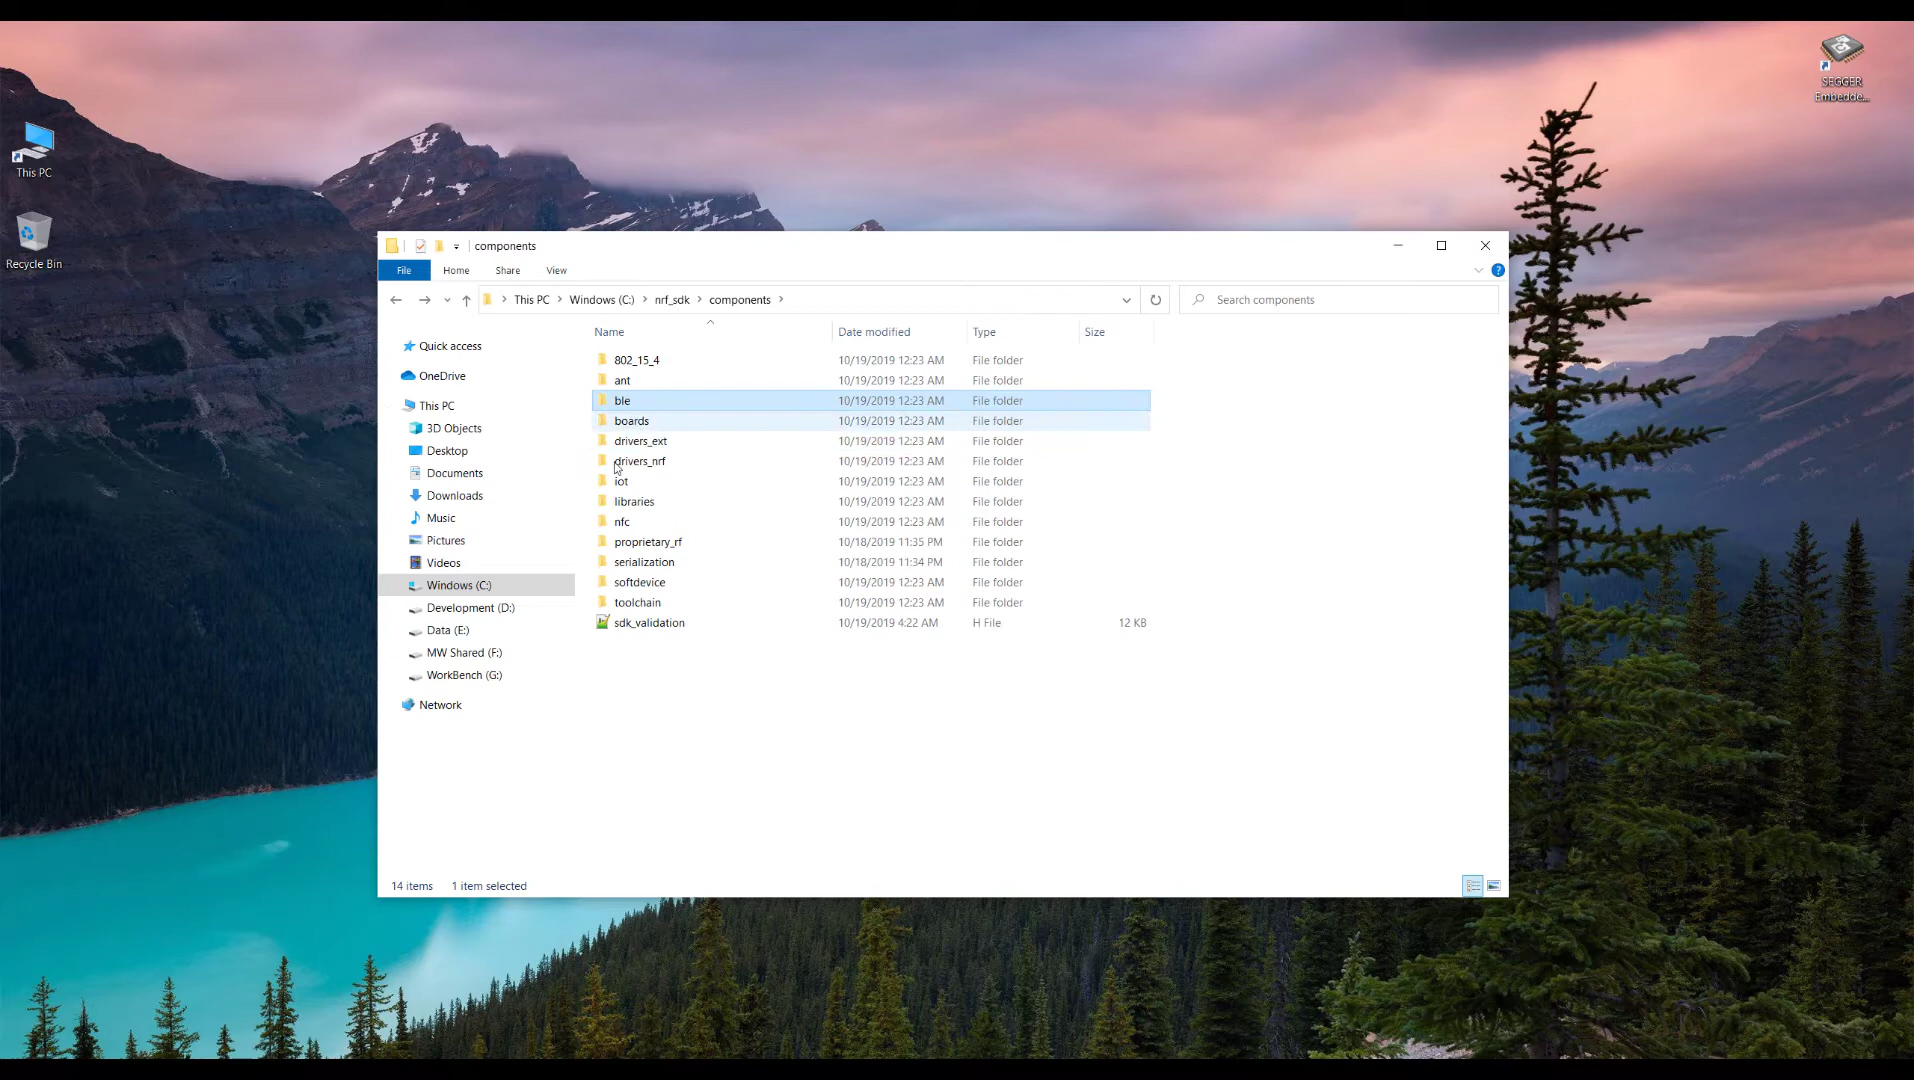 SEGGER
Embedde...
This PC
Recycle Bin
components
File Home Share View
This PC Windows (C:) nrf_sdk components
Search components
Name Date modified Type Size
802_15_4 10/19/2019 12:23 AM File folder
ant 10/19/2019 12:23 AM File folder
ble 10/19/2019 12:23 AM File folder
boards 10/19/2019 12:23 AM File folder
drivers_ext 10/19/2019 12:23 AM File folder
drivers_nrf 10/19/2019 12:23 AM File folder
iot 10/19/2019 12:23 AM File folder
libraries 10/19/2019 12:23 AM File folder
nfc 10/19/2019 12:23 AM File folder
proprietary_rf 10/18/2019 11:35 PM File folder
serialization 10/18/2019 11:34 PM File folder
softdevice 10/19/2019 12:23 AM File folder
toolchain 10/19/2019 12:23 AM File folder
sdk_validation 10/19/2019 4:22 AM H File 12 KB
Quick access
OneDrive
This PC
3D Objects
Desktop
Documents
Downloads
Music
Pictures
Videos
Windows (C:)
Development (D:)
Data (E:)
MW Shared (F:)
WorkBench (G:)
Network
14 items 1 item selected